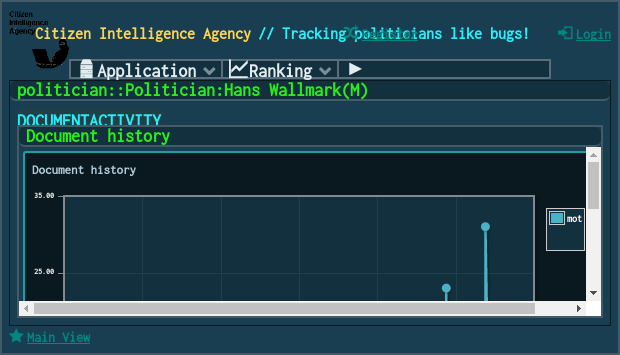 Citizen
Intelligence
Agency
Citizen Intelligence Agency // Tracking politicians like bugs!
Register
Login
Application
Ranking
politician::Politician:Hans Wallmark(M)
DOCUMENTACTIVITY
Document history
Document history
35.00
25.00
mot
Main View